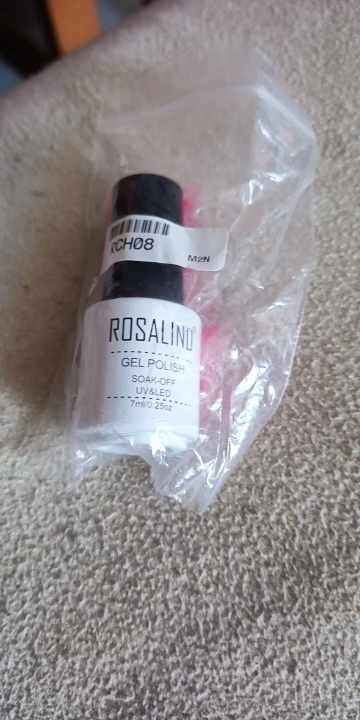 RCH08
M2N
ROSALIND®
GEL POLISH
SOAK-OFF
UV&LED
7ml/0.25oz